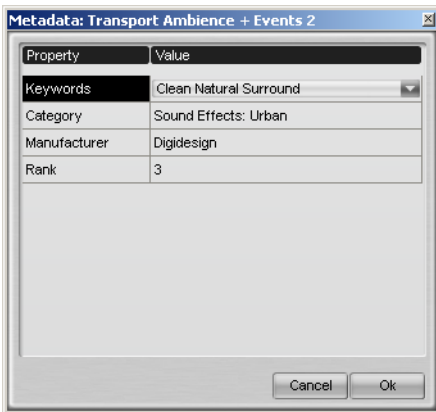 Metadata: Transport Ambience + Events 2
Property Value
Keywords Clean Natural Surround
Category Sound Effects: Urban
Manufacturer Digidesign
Rank 3
Cancel Ok